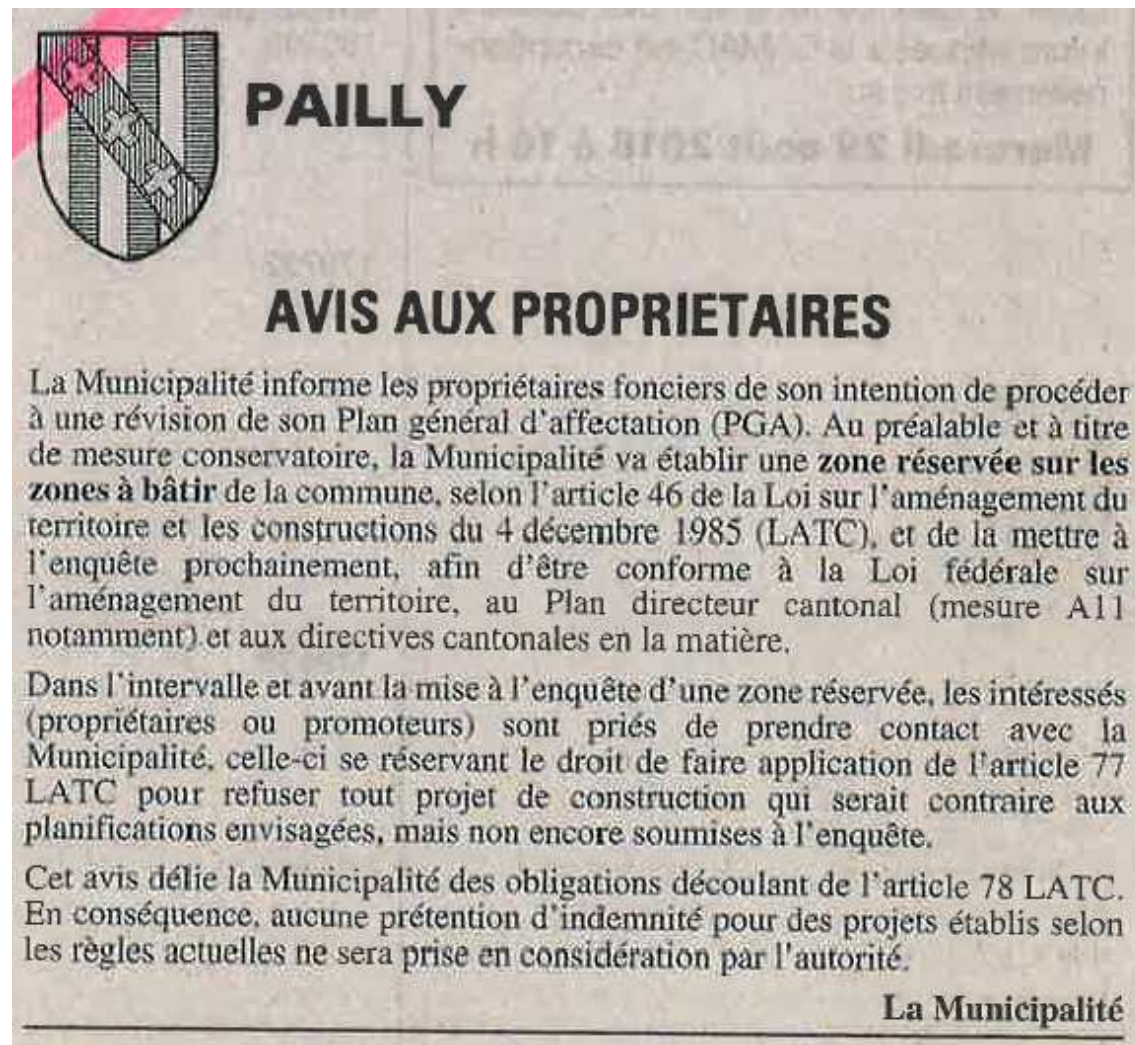 PAILLY
AVIS AUX PROPRIETAIRES
La Municipalité informe les propriétaires fonciers de son intention de procéder
à une révision de son Plan général d'affectation (PGA). Au préalable et à titre
de mesure conservatoire, la Municipalité va établir une zone réservée sur les
zones à bâtir de la commune, selon l'article 46 de la Loi sur l'aménagement du
territoire et les constructions du 4 décembre 1985 (LATC), et de la mettre à
l'enquête prochainement, afin d'être conforme à la Loi fédérale sur
l'aménagement du territoire, au Plan directeur cantonal (mesure A11
notamment) et aux directives cantonales en la matière.
Dans l'intervalle et avant la mise à l'enquête d'une zone réservée, les intéressés
(propriétaires ou promoteurs) sont priés de prendre contact avec la
Municipalité, celle-ci se réservant le droit de faire application de l'article 77
LATC pour refuser tout projet de construction qui serait contraire aux
planifications envisagées, mais non encore soumises à l'enquête.
Cet avis délie la Municipalité des obligations découlant de l'article 78 LATC.
En conséquence, aucune prétention d'indemnité pour des projets établis selon
les règles actuelles ne sera prise en considération par l'autorité.
La Municipalité